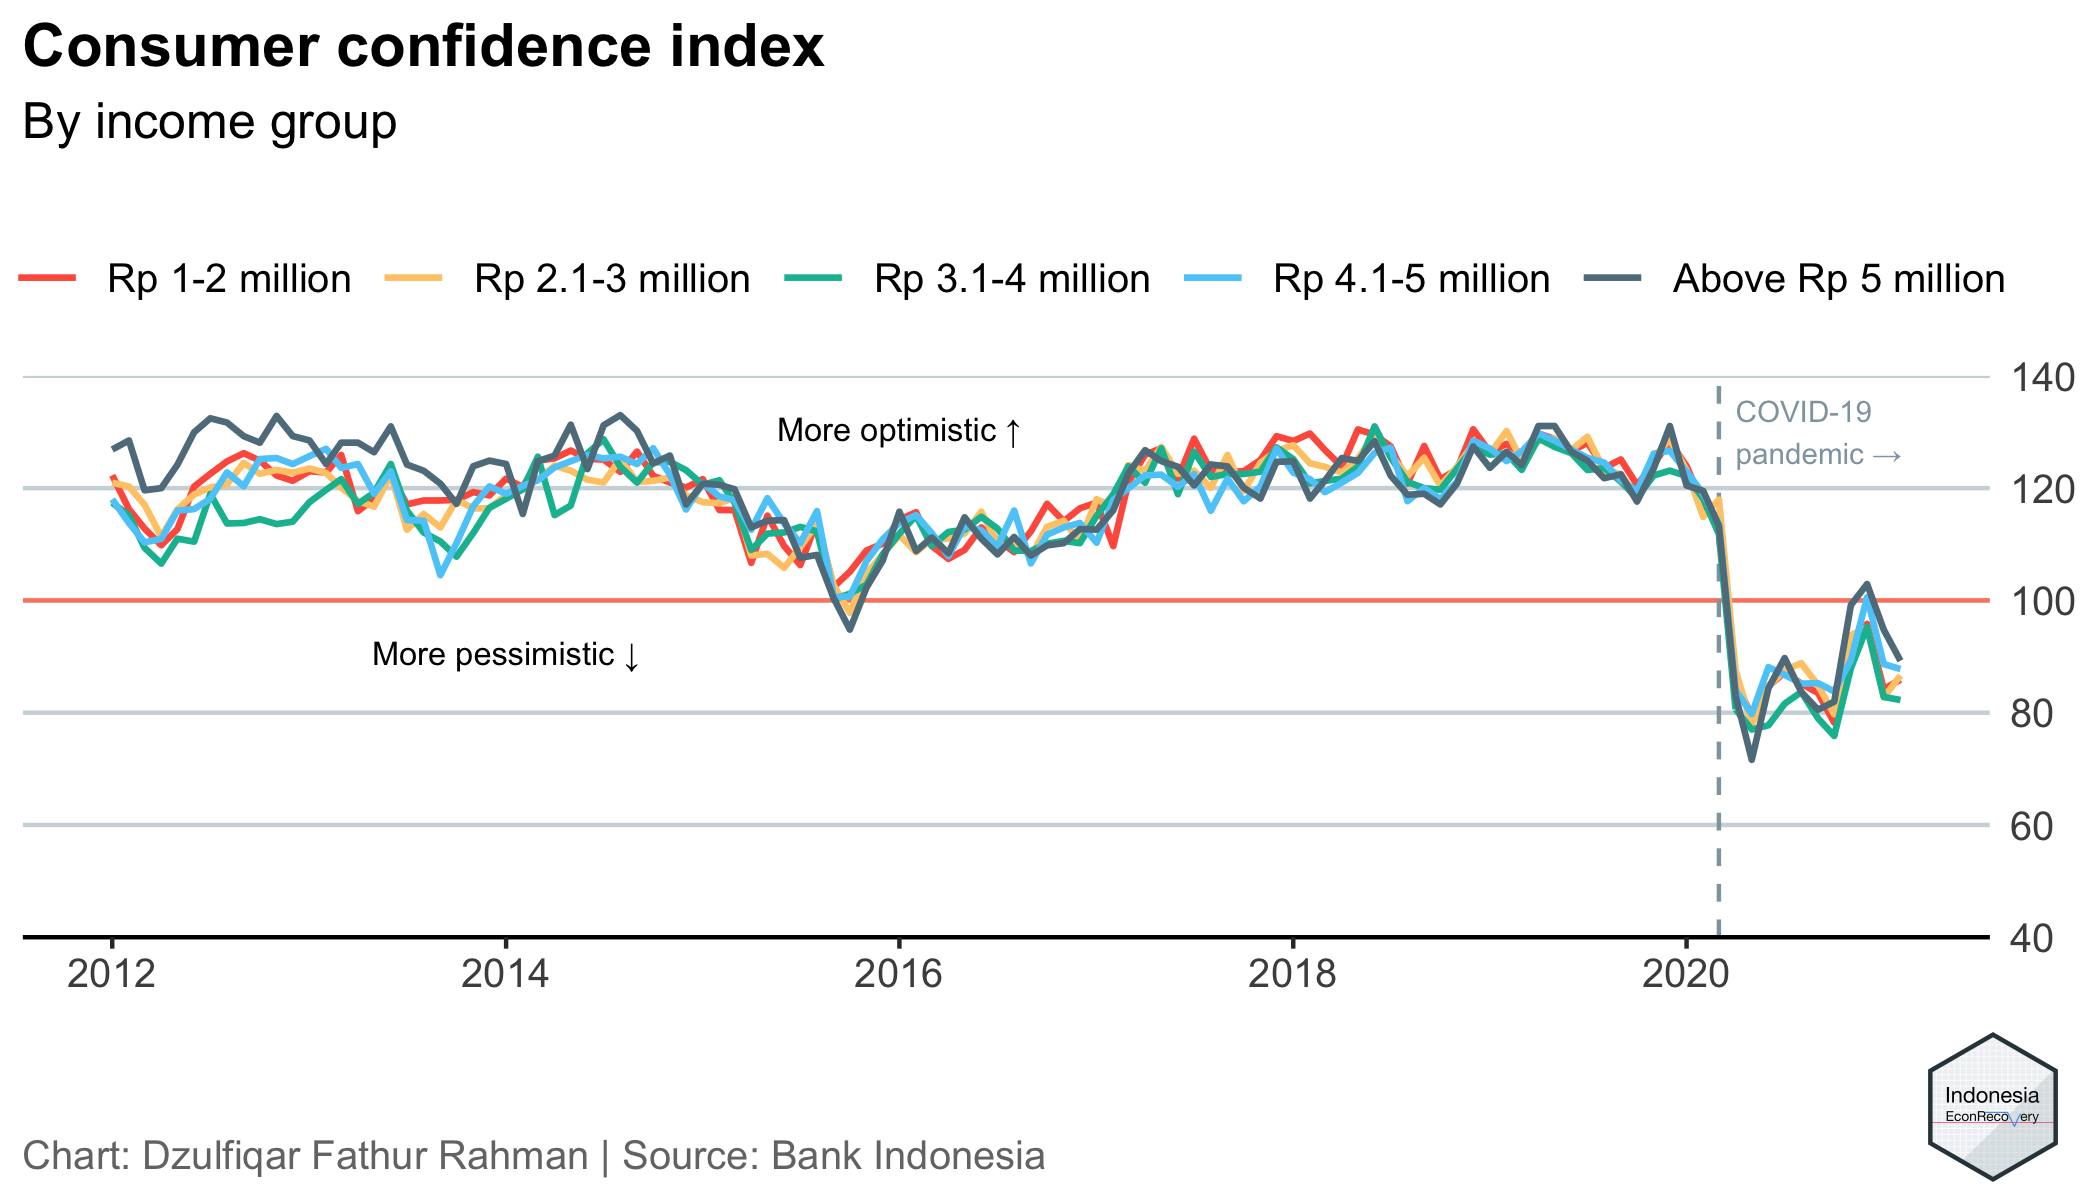 Consumer confidence index
By income group
Rp 1-2 million
Rp 2.1-3 million
Rp 3.1-4 million
Rp 4.1-5 million
Above Rp 5 million
140
More optimistic ↑
COVID-19
pandemic →
120
100
More pessimistic ↓
80
60
40
2012
2014
2016
2018
2020
Indonesia
EconRecovery
Chart: Dzulfiqar Fathur Rahman | Source: Bank Indonesia